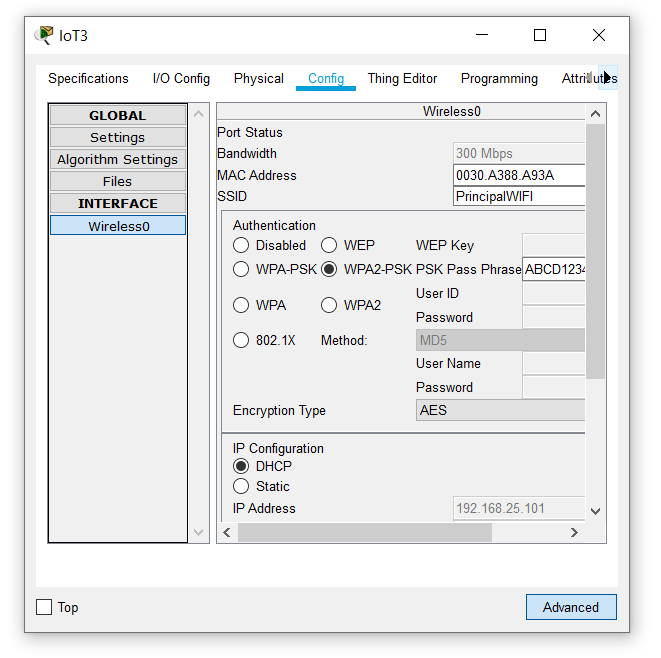 IoT3
Specifications I/O Config Physical Config Thing Editor Programming Attributes
GLOBAL
Settings
Algorithm Settings
Files
INTERFACE
Wireless0
Wireless0
Port Status
Bandwidth 300 Mbps
MAC Address 0030.A388.A93A
SSID PrincipalWIFI
Authentication
Disabled WEP WEP Key
WPA-PSK WPA2-PSK PSK Pass Phrase ABCD1234
User ID
WPA WPA2
Password
802.1X Method: MD5
User Name
Password
Encryption Type AES
IP Configuration
DHCP
Static
IP Address 192.168.25.101
Top Advanced